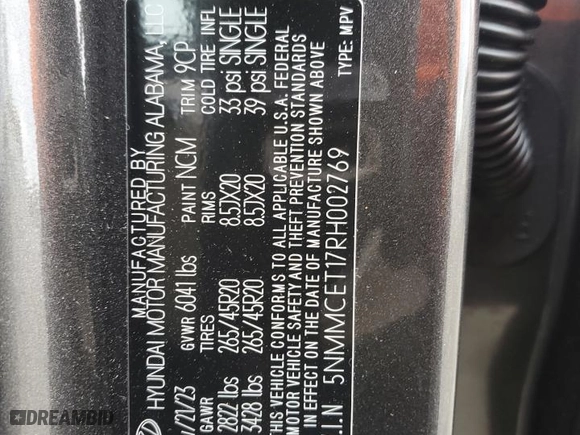 MANUFACTURED BY
HYUNDAI MOTOR MANUFACTURING ALABAMA, LLC
/21/23 GVWR 6041 lbs PAINT NCM TRIM 9CP
GAWR TIRES RIMS COLD TIRE INFL
2822 lbs 265/45R20 8.5JX20 33 psi SINGLE
3428 lbs 265/45R20 8.5JX20 39 psi SINGLE
THIS VEHICLE CONFORMS TO ALL APPLICABLE U.S.A. FEDERAL
MOTOR VEHICLE SAFETY AND THEFT PREVENTION STANDARDS
IN EFFECT ON THE DATE OF MANUFACTURE SHOWN ABOVE
V.I.N 5NMMCET17RH002769 TYPE: MPV
DREAMBID